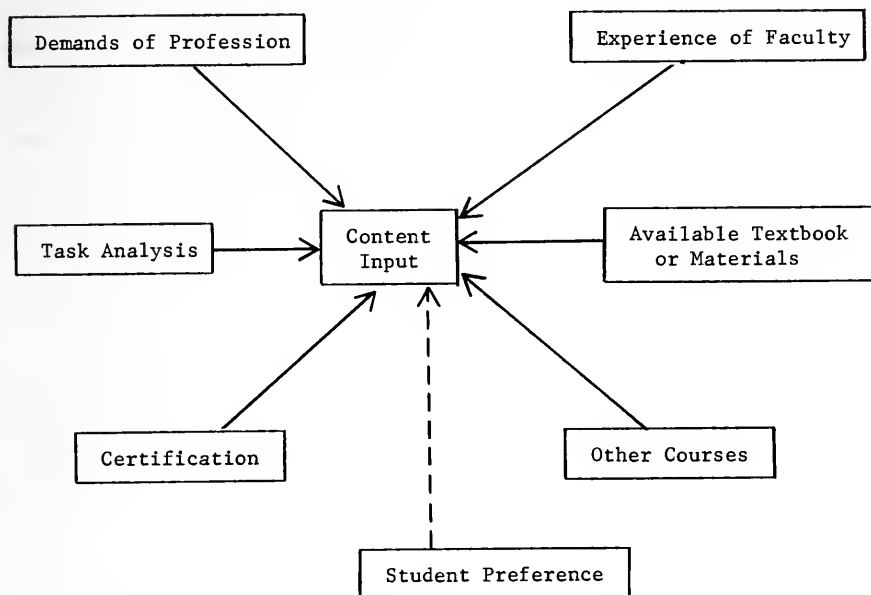 Demands of Profession
Experience of Faculty
Task Analysis
Content
Input
Available Textbook
or Materials
Certification
Other Courses
Student Preference